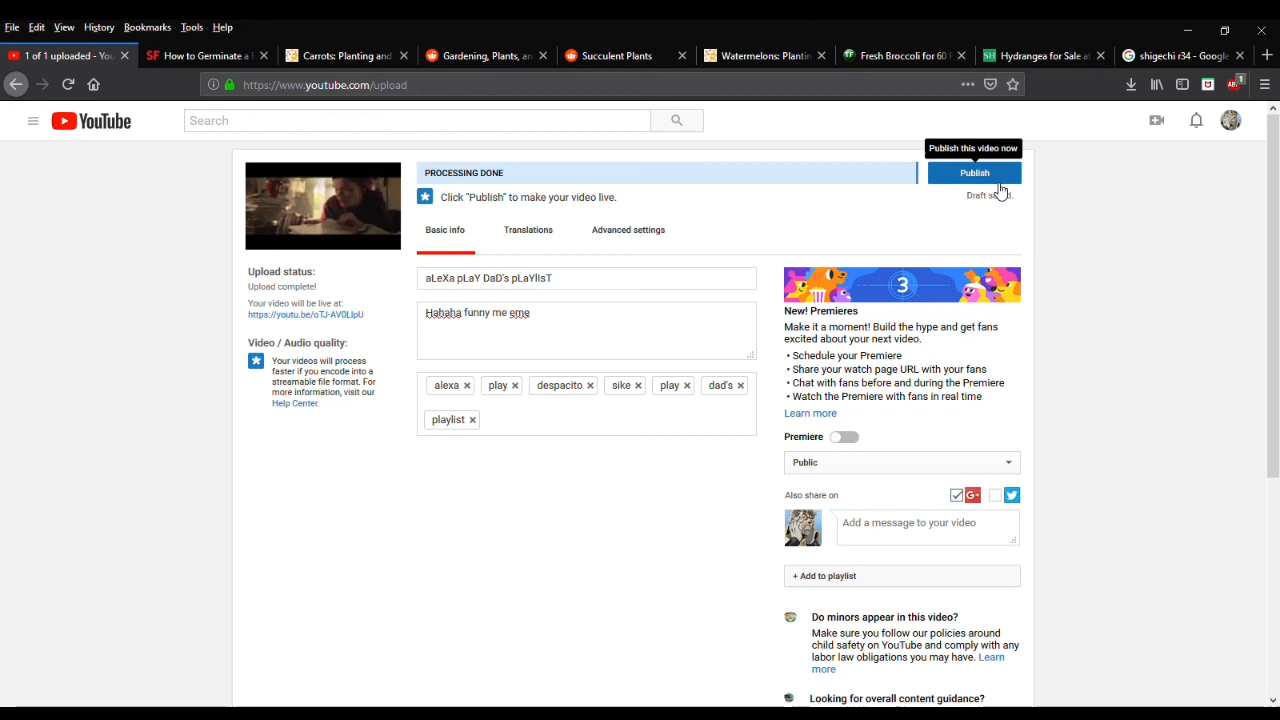 File Edit View History Bookmarks Tools Help
1 of 1 uploaded - You How to Germinate a Carrots: Planting and Gardening, Plants, an Succulent Plants Watermelons: Plantin Fresh Broccoli for 60 Hydrangea for Sale at shigechi r34 - Google
https://www.youtube.com/upload
YouTube
Search
Publish this video now
PROCESSING DONE
Publish
Click "Publish" to make your video live.
Draft
Basic info Translations Advanced settings
Upload status:
Upload complete!
Your video will be live at:
https://youtu.be/oTJ-AV0LlpU
Video / Audio quality:
Your videos will process
faster if you encode into a
streamable file format. For
more information, visit our
Help Center.
aLeXa pLaY DaD's pLaYlIsT
Hahaha funny me eme
alexa play despacito sike play dad's
playlist
3
New! Premieres
Make it a moment! Build the hype and get fans
excited about your next video.
• Schedule your Premiere
• Share your watch page URL with your fans
• Chat with fans before and during the Premiere
• Watch the Premiere with fans in real time
Learn more
Premiere
Public
Also share on
G+
Add a message to your video
+ Add to playlist
Do minors appear in this video?
Make sure you follow our policies around
child safety on YouTube and comply with any
labor law obligations you may have. Learn
more
Looking for overall content guidance?